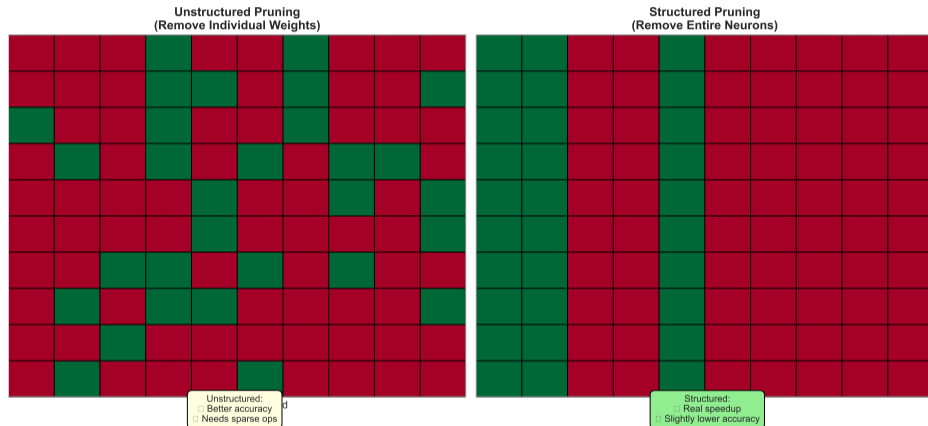 Unstructured Pruning
(Remove Individual Weights)
Structured Pruning
(Remove Entire Neurons)
Unstructured:
□ Better accuracy
□ Needs sparse ops
d
Structured:
□ Real speedup
□ Slightly lower accuracy